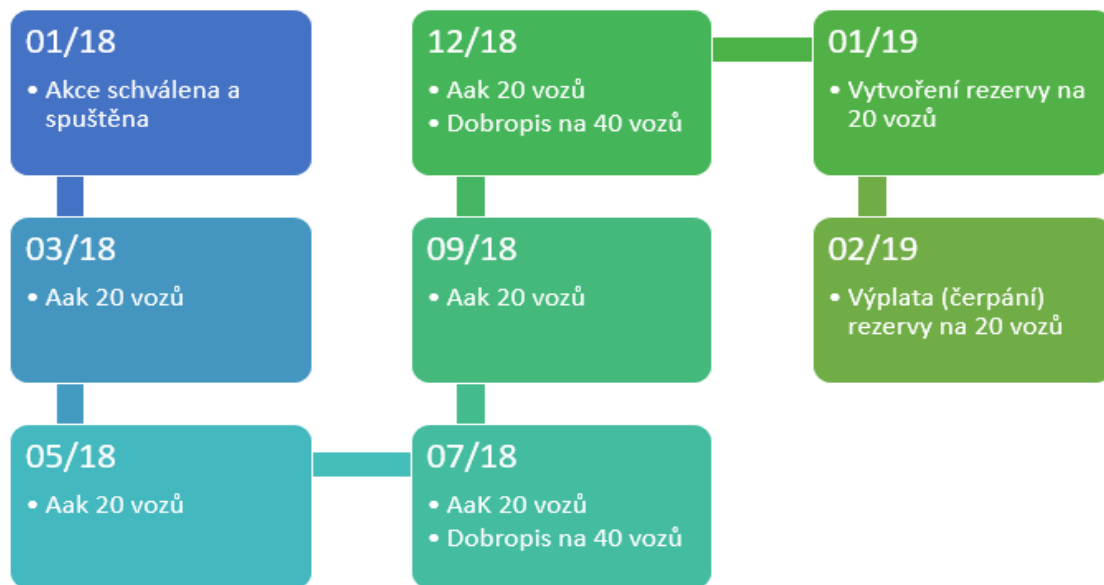 01/18
• Akce schválena a
spuštěna
03/18
• Aak 20 vozů
05/18
• Aak 20 vozů
07/18
• AaK 20 vozů
• Dobropis na 40 vozů
09/18
• Aak 20 vozů
12/18
• Aak 20 vozů
• Dobropis na 40 vozů
01/19
• Vytvoření rezervy na
20 vozů
02/19
• Výplata (čerpání)
rezervy na 20 vozů